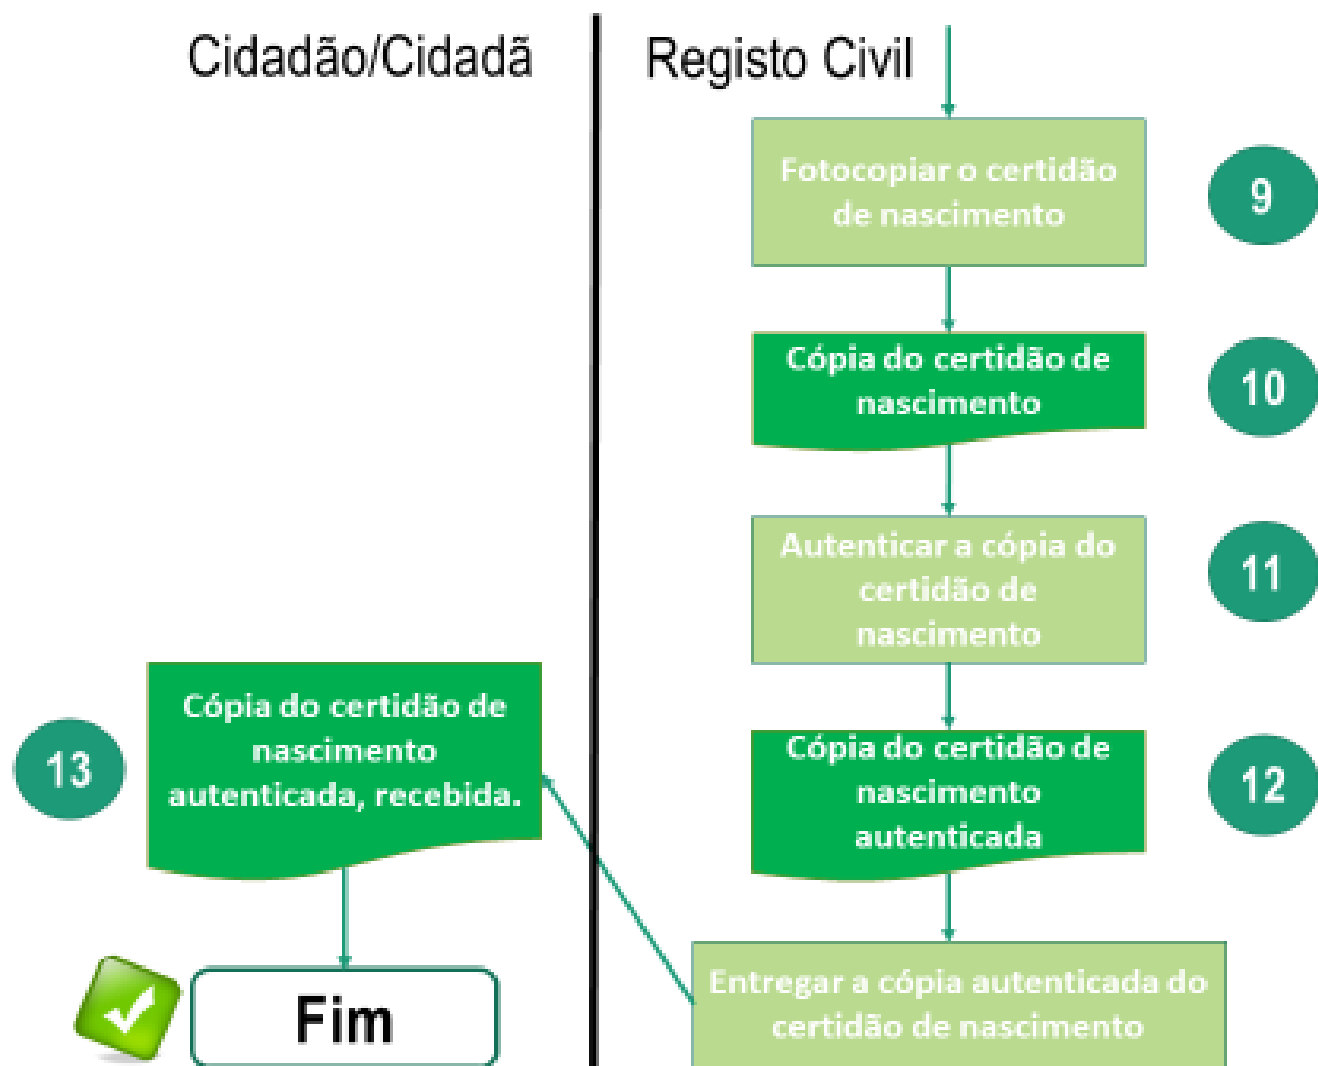 Cidadão/Cidadã
Registo Civil
Fotocopiar o certidão
de nascimento
9
Cópia do certidão de
nascimento
10
Autenticar a cópia do
certidão de
nascimento
11
Cópia do certidão de
nascimento
autenticada
12
Entregar a cópia autenticada do
certidão de nascimento
13
Cópia do certidão de
nascimento
autenticada, recebida.
Fim